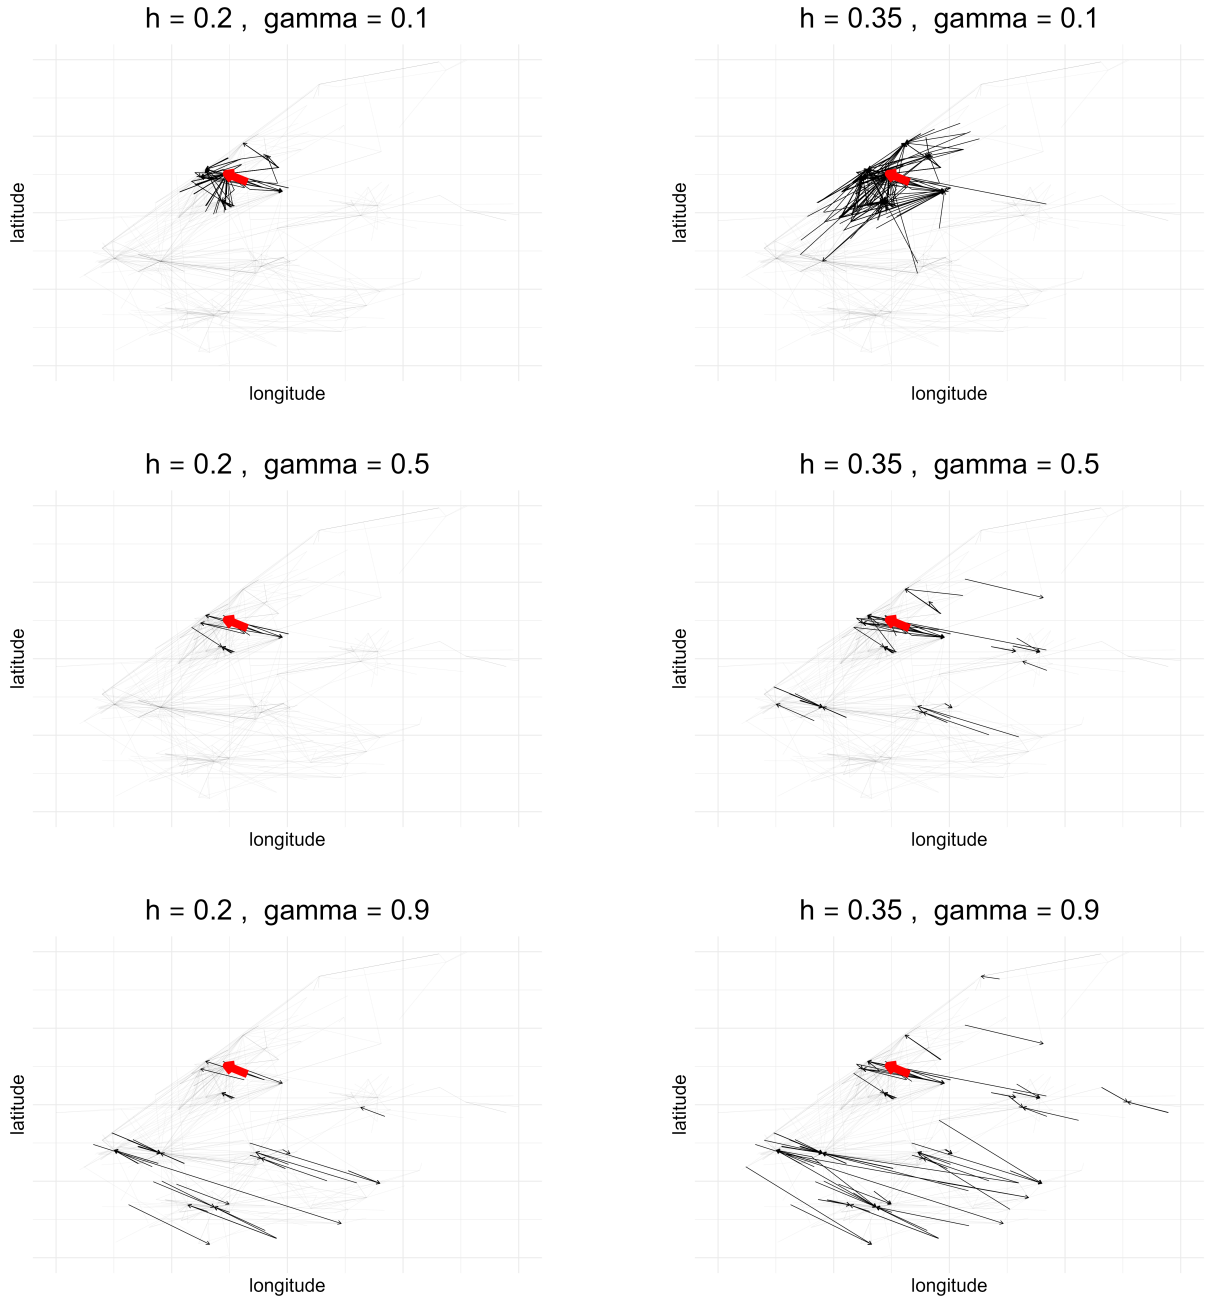 h = 0.2 ,  gamma = 0.1
latitude
longitude
h = 0.35 ,  gamma = 0.1
latitude
longitude
h = 0.2 ,  gamma = 0.5
latitude
longitude
h = 0.35 ,  gamma = 0.5
latitude
longitude
h = 0.2 ,  gamma = 0.9
latitude
longitude
h = 0.35 ,  gamma = 0.9
latitude
longitude